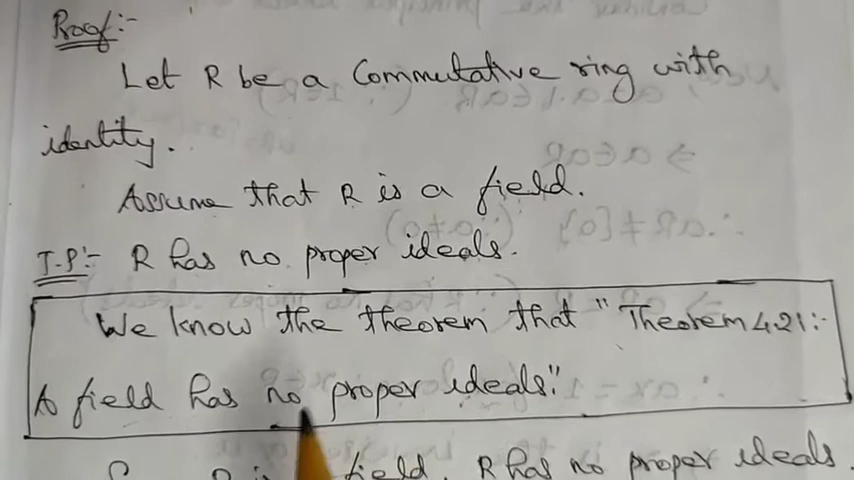 Proof:-
Let R be a Commutative ring with
identity.
Assume that R is a field.
T.P:- R has no proper ideals.
We know the theorem that "Theorem 4.21:-
A field has no proper ideals."
field, R has no proper ideals.